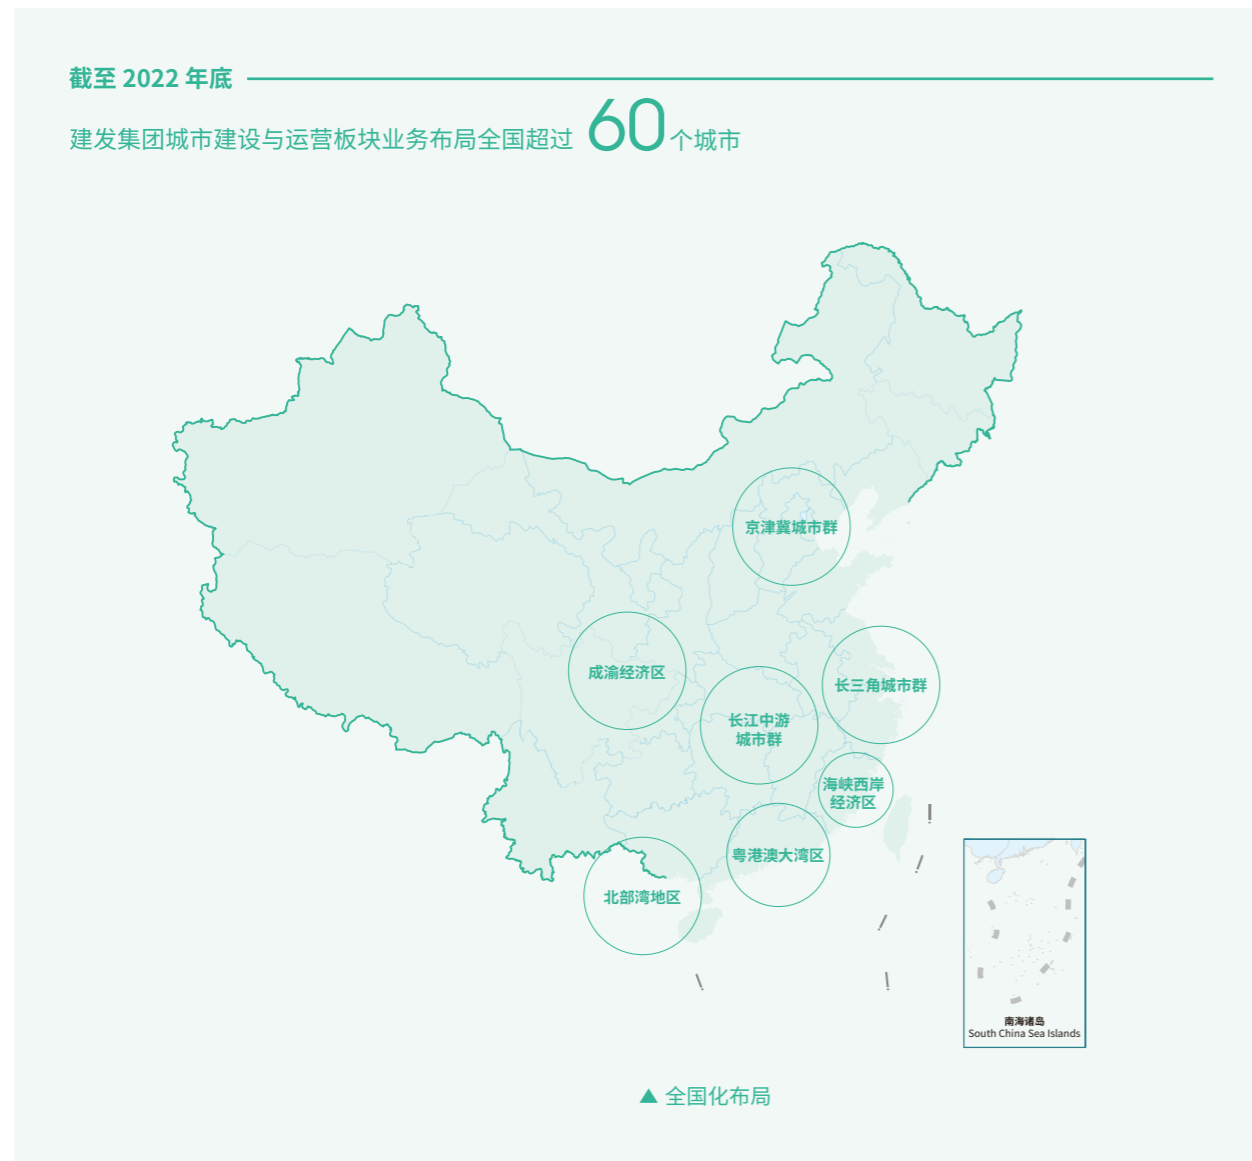 截至 2022 年底
建发集团城市建设与运营板块业务布局全国超过 60 个城市
京津冀城市群
成渝经济区
长三角城市群
长江中游
城市群
海峡西岸
经济区
粤港澳大湾区
北部湾地区
南海诸岛
South China Sea Islands
▲ 全国化布局